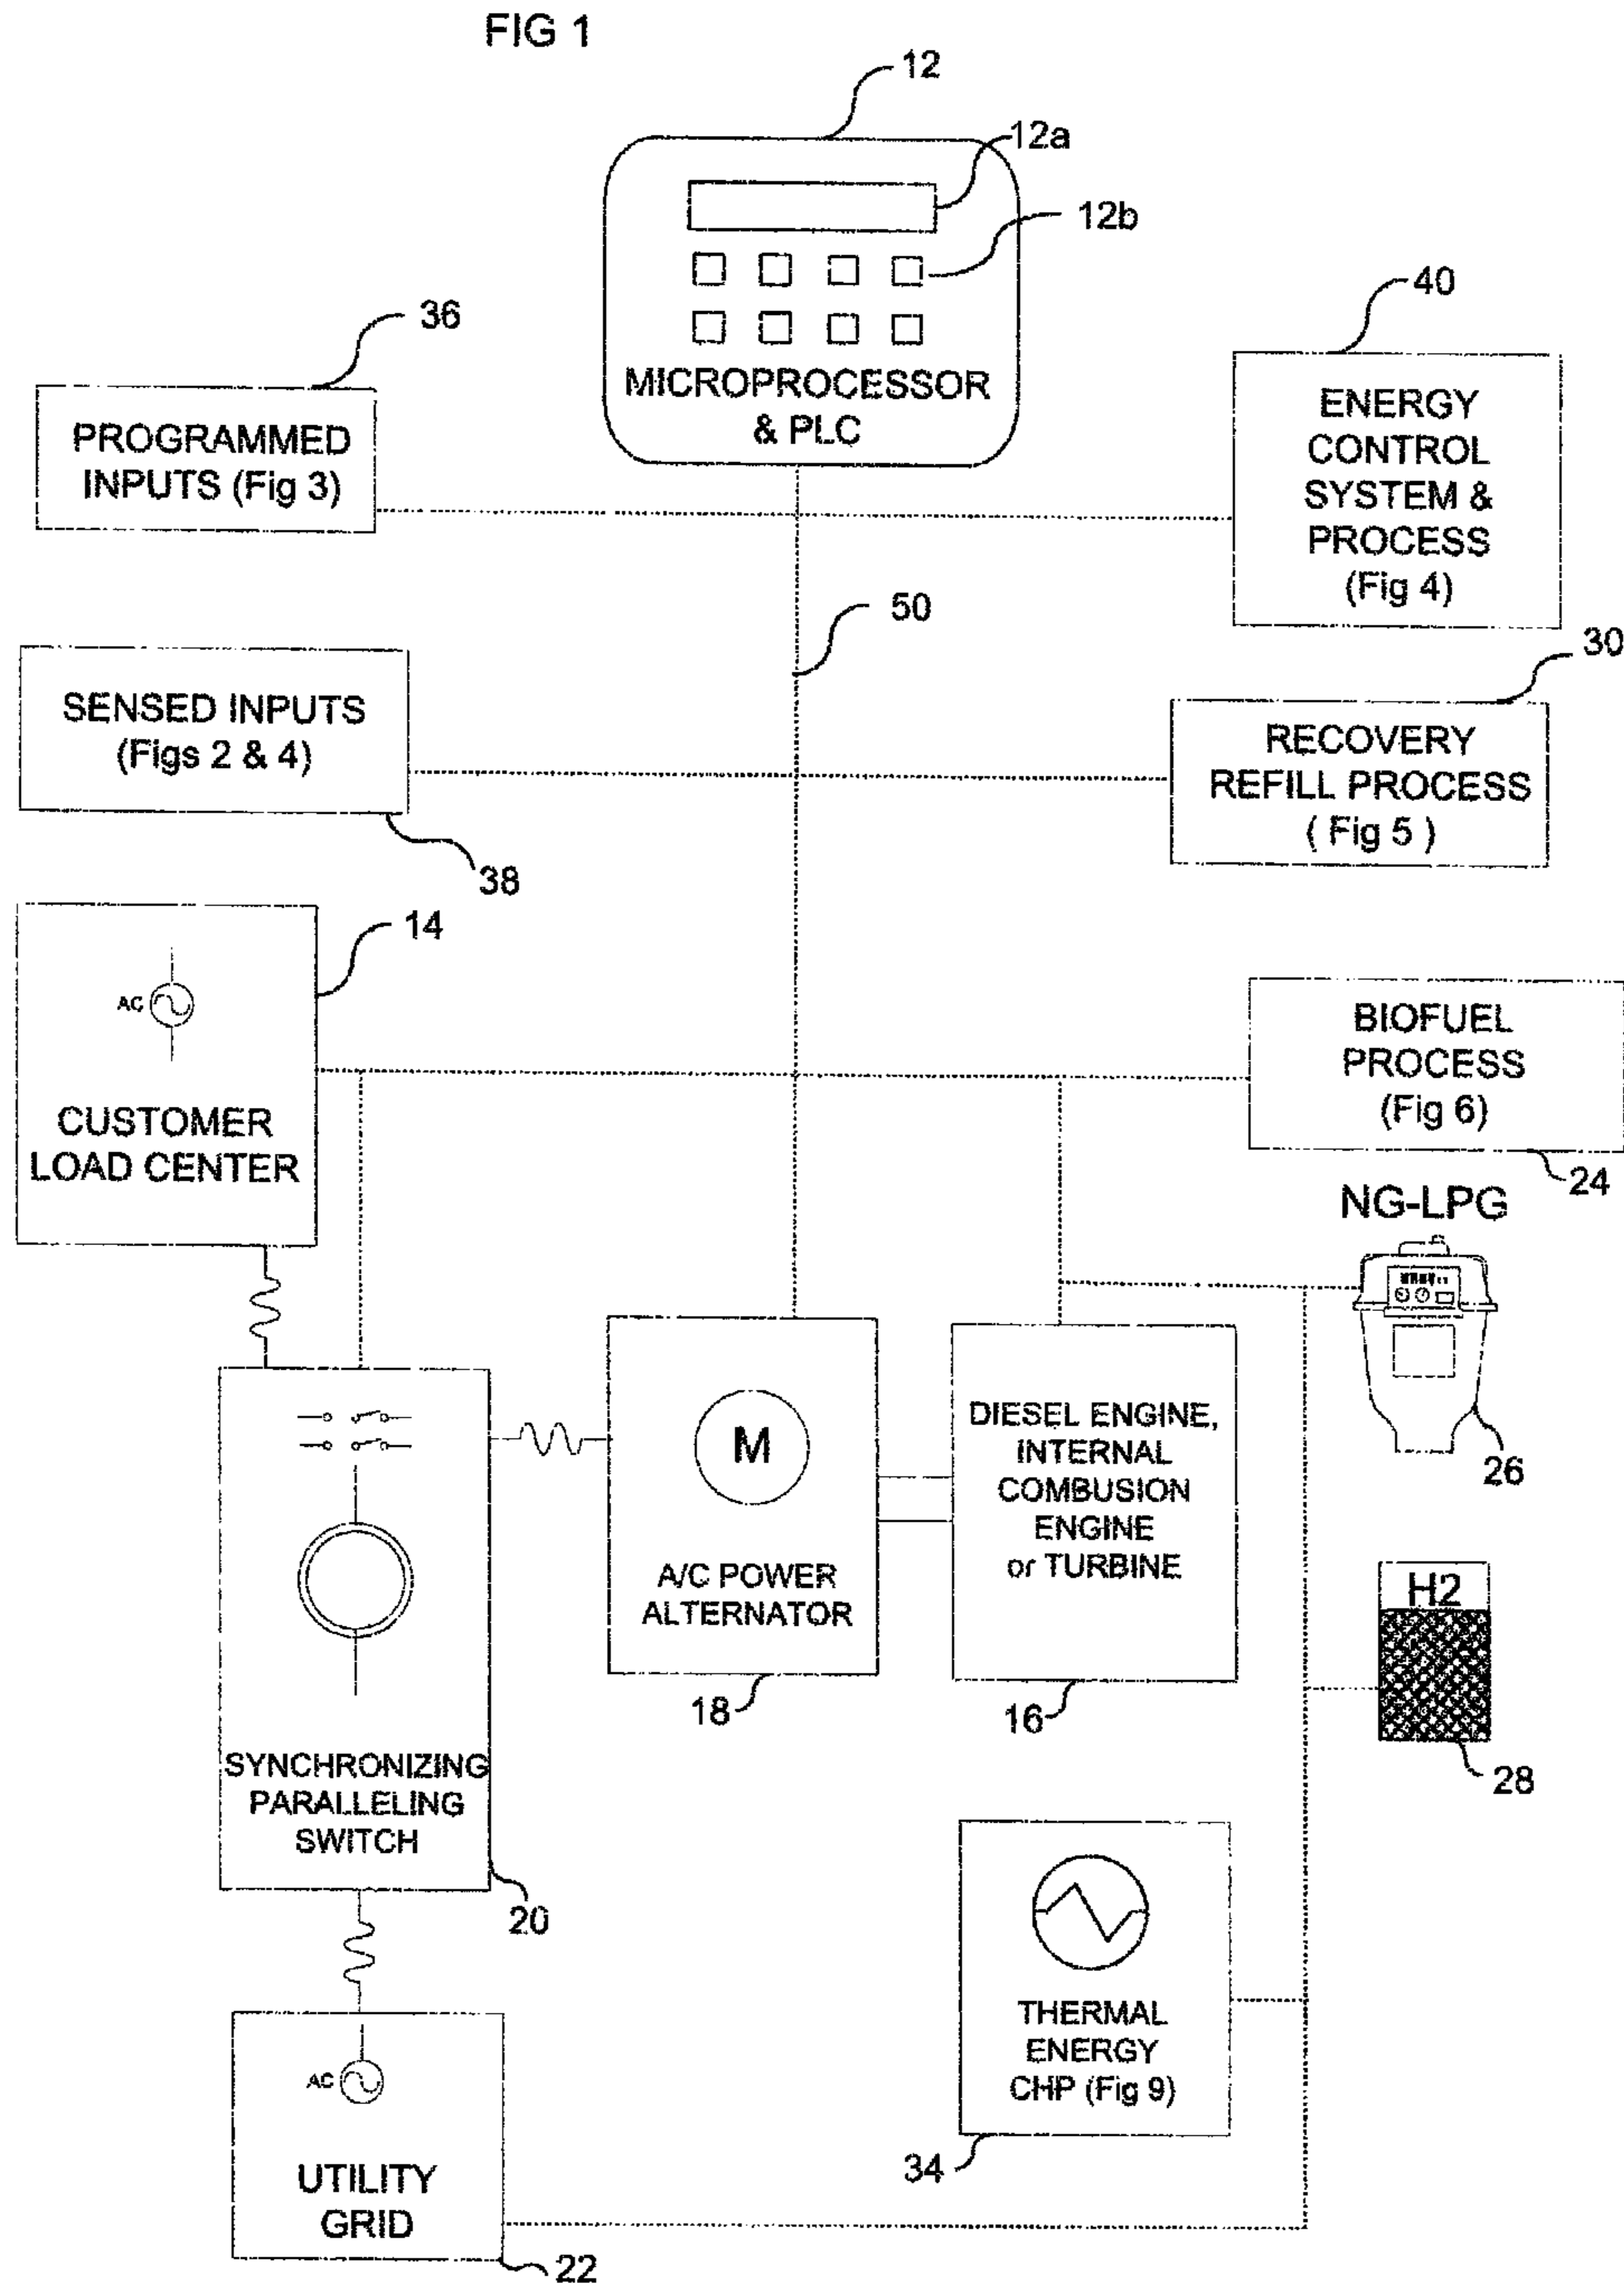 FIG 1
12
12a
12b
MICROPROCESSOR
& PLC
36
PROGRAMMED
INPUTS (Fig 3)
40
ENERGY
CONTROL
SYSTEM &
PROCESS
(Fig 4)
50
SENSED INPUTS
(Figs 2 & 4)
38
30
RECOVERY
REFILL PROCESS
( Fig 5 )
14
AC
CUSTOMER
LOAD CENTER
BIOFUEL
PROCESS
(Fig 6)
24
NG-LPG
26
M
A/C POWER
ALTERNATOR
18
DIESEL ENGINE,
INTERNAL
COMBUSION
ENGINE
or TURBINE
16
H2
28
SYNCHRONIZING
PARALLELING
SWITCH
20
THERMAL
ENERGY
CHP (Fig 9)
34
AC
UTILITY
GRID
22